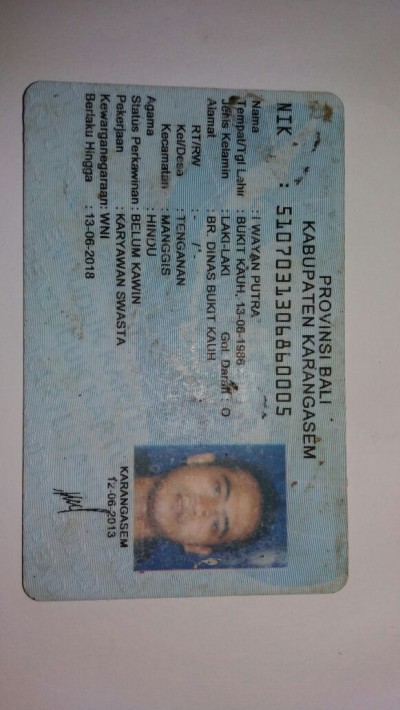 PROVINSI BALI
KABUPATEN KARANGASEM
NIK : 5107031306860005
Nama : I WAYAN PUTRA
Tempat/Tgl Lahir : BUKIT KAUH, 13-06-1986
Jenis Kelamin : LAKI-LAKI Gol. Darah : O
Alamat : BR. DINAS BUKIT KAUH
RT/RW : - / -
Kel/Desa : TENGANAN
Kecamatan : MANGGIS
Agama : HINDU
Status Perkawinan : BELUM KAWIN
Pekerjaan : KARYAWAN SWASTA
Kewarganegaraan: WNI
Berlaku Hingga : 13-06-2018
KARANGASEM
12-06-2013